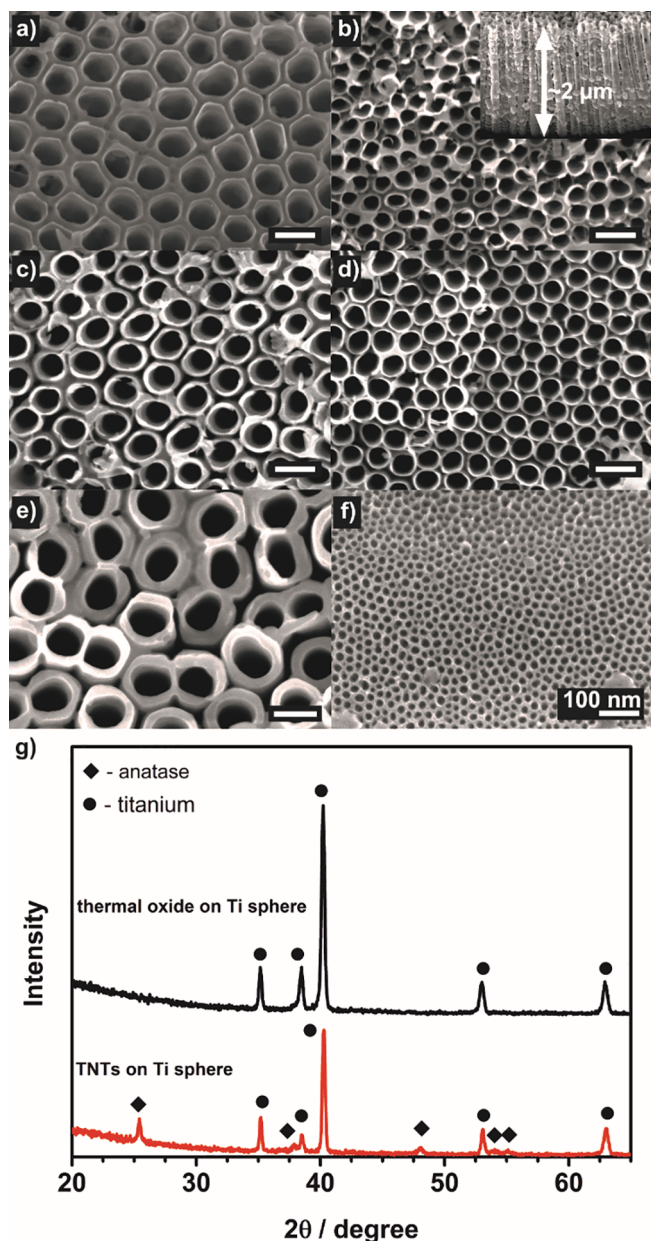 a)
b)
~2 µm
c)
d)
e)
f)
100 nm
g)
◆ - anatase
● - titanium
thermal oxide on Ti sphere
TNTs on Ti sphere
Intensity
20 30 40 50 60
2θ / degree